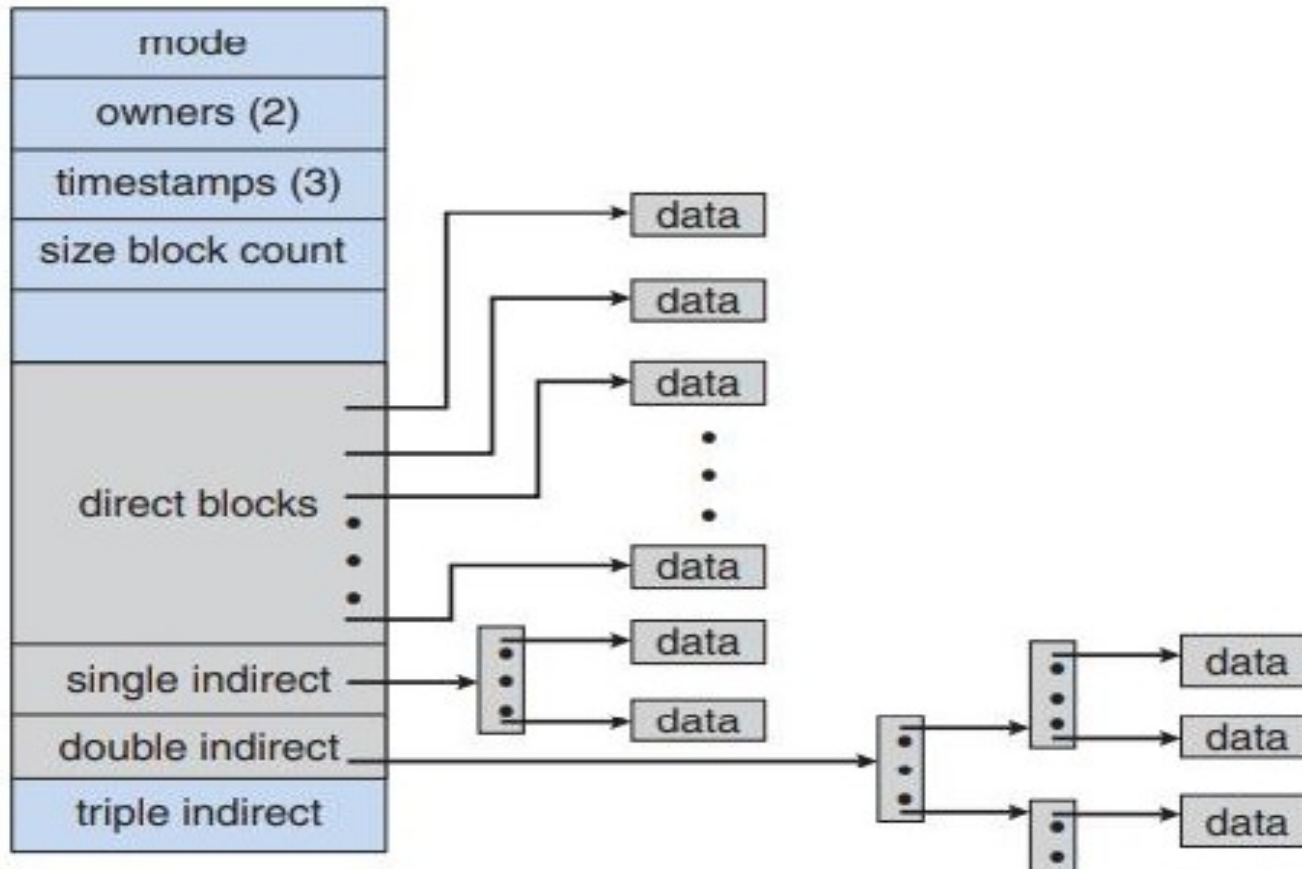 mode
owners (2)
timestamps (3)
size block count
direct blocks
single indirect
double indirect
triple indirect
data
data
data
data
data
data
data
data
data